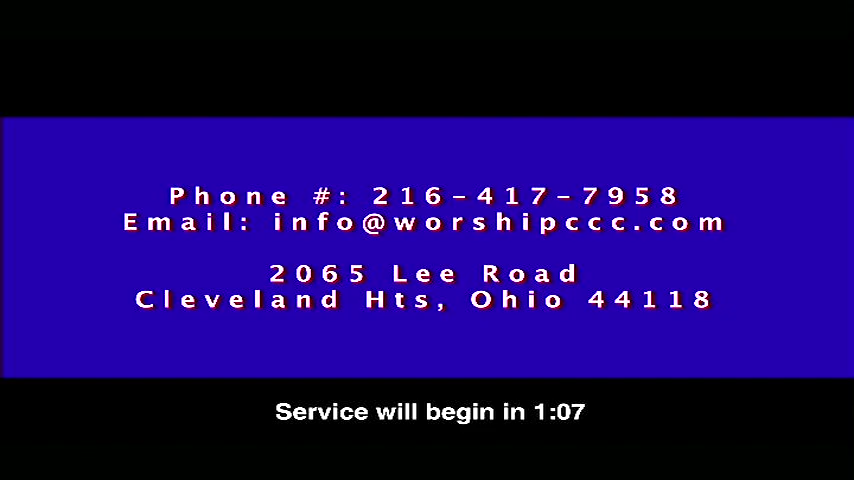 Phone #: 216-417-7958
Email: info@worshipccc.com
2065 Lee Road
Cleveland Hts, Ohio 44118
Service will begin in 1:07